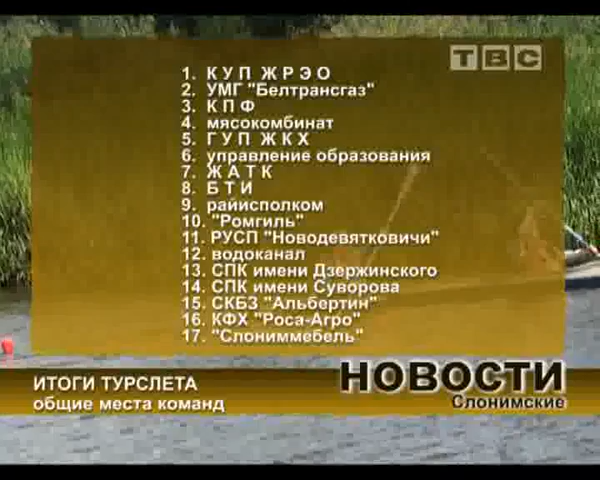 ТВС
1. К У П Ж Р Э О
2. УМГ "Белтрансгаз"
3. К П Ф
4. мясокомбинат
5. Г У П Ж К Х
6. управление образования
7. Ж А Т К
8. Б Т И
9. райисполком
10. "Ромгиль"
11. РУСП "Новодевятковичи"
12. водоканал
13. СПК имени Дзержинского
14. СПК имени Суворова
15. СКБЗ "Альбертин"
16. КФХ "Роса-Агро"
17. "Слониммебель"
ИТОГИ ТУРСЛЕТА
общие места команд
НОВОСТИ
Слонимские